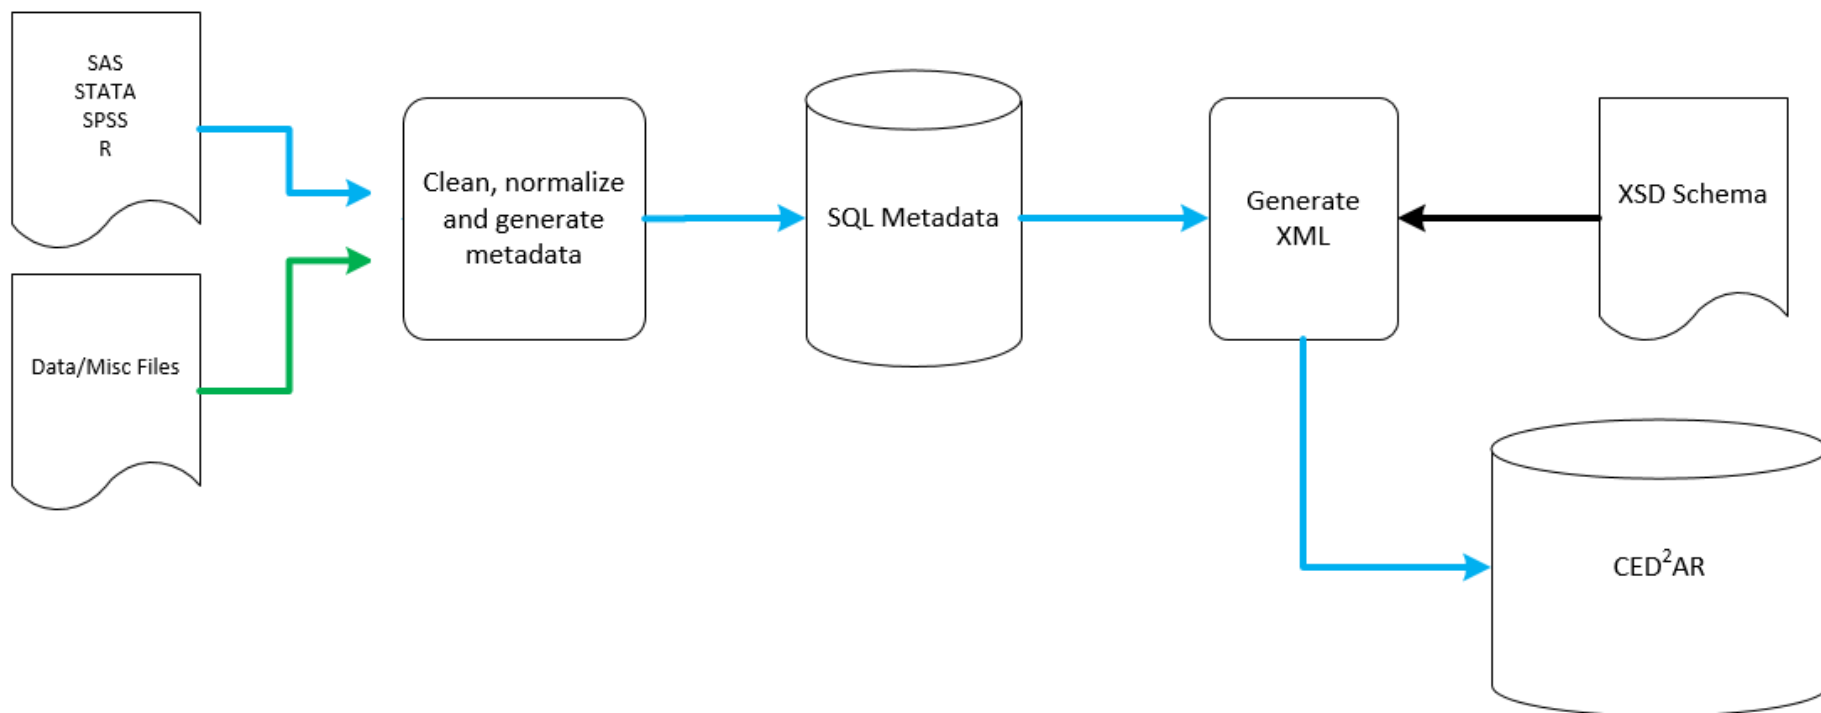 SAS
STATA
SPSS
R
Data/Misc Files
Clean, normalize
and generate
metadata
SQL Metadata
Generate
XML
XSD Schema
CED²AR